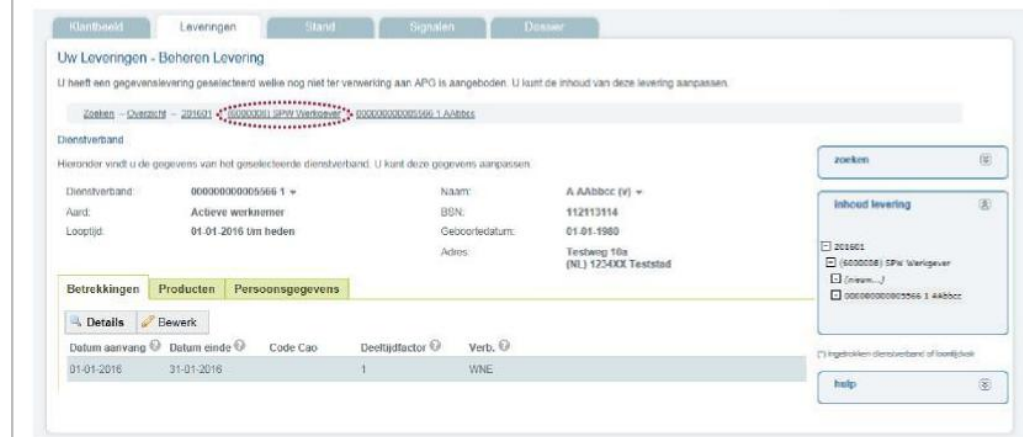 Klantbeeld Leveringen Stand Signalen Dossier
Uw Leveringen - Beheren Levering
U heeft een gegevenslevering geselecteerd welke nog niet ter verwerking aan APG is aangeboden. U kunt de inhoud van deze levering aanpassen.
Zoeken - Overzicht - 201601 - (6000008) SPW Werkgever - 000000000005566 1 AAbbcc
Dienstverband
Hieronder vindt u de gegevens van het geselecteerde dienstverband. U kunt deze gegevens aanpassen.
Dienstverband: 000000000005566 1 Naam: A AAbbcc (v)
Aard: Actieve werknemer BSN: 112113114
Looptijd: 01-01-2016 t/m heden Geboortedatum: 01-01-1980
Adres: Testweg 10a
(NL) 1234XX Teststad
Betrekkingen Producten Persoonsgegevens
Details Bewerk
Datum aanvang Datum einde Code Cao Deeltijdfactor Verb.
01-01-2016 31-01-2016 1 WNE
zoeken
inhoud levering
201601
(6000008) SPW Werkgever
(nieuw...)
000000000005566 1 AAbbcc
(*) Ingetrokken dienstverband of loontijdvak
help